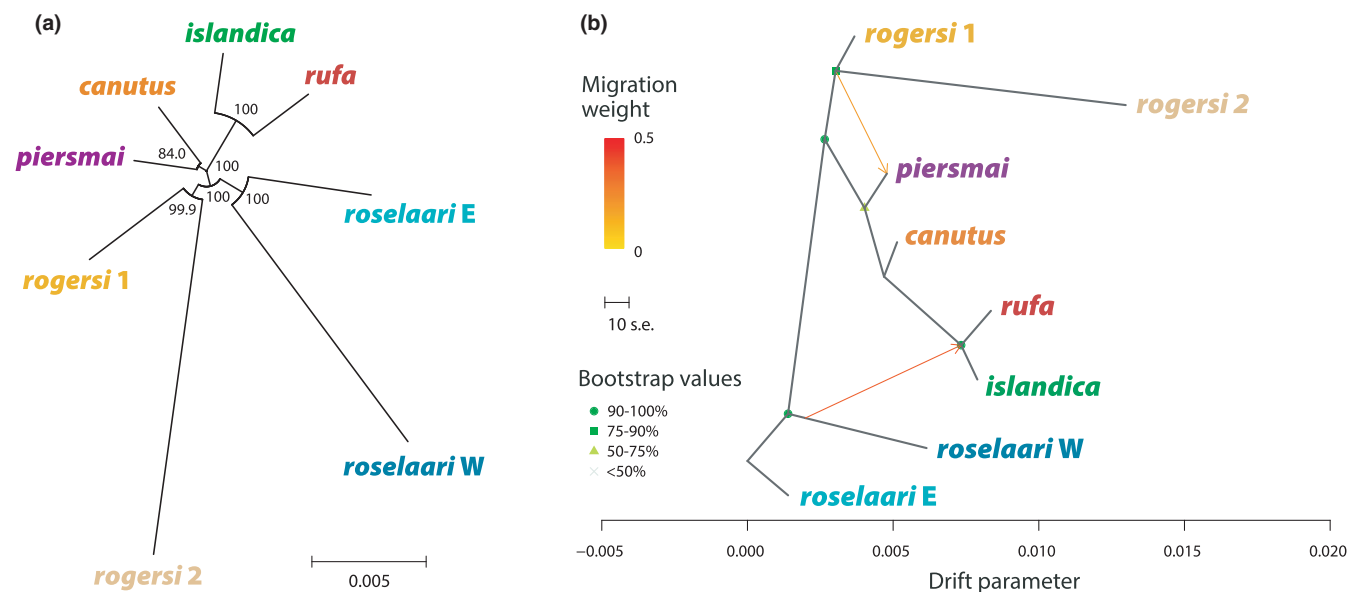 (a)
islandica
canutus
rufa
100
piersmai
84.0
100
100
100
99.9
roselaari E
rogersi 1
roselaari W
rogersi 2
0.005
(b)
rogersi 1
Migration
weight
0.5
0
rogersi 2
piersmai
canutus
10 s.e.
rufa
Bootstrap values
90-100%
75-90%
50-75%
<50%
islandica
roselaari W
roselaari E
−0.005
0.000
0.005
0.010
0.015
0.020
Drift parameter